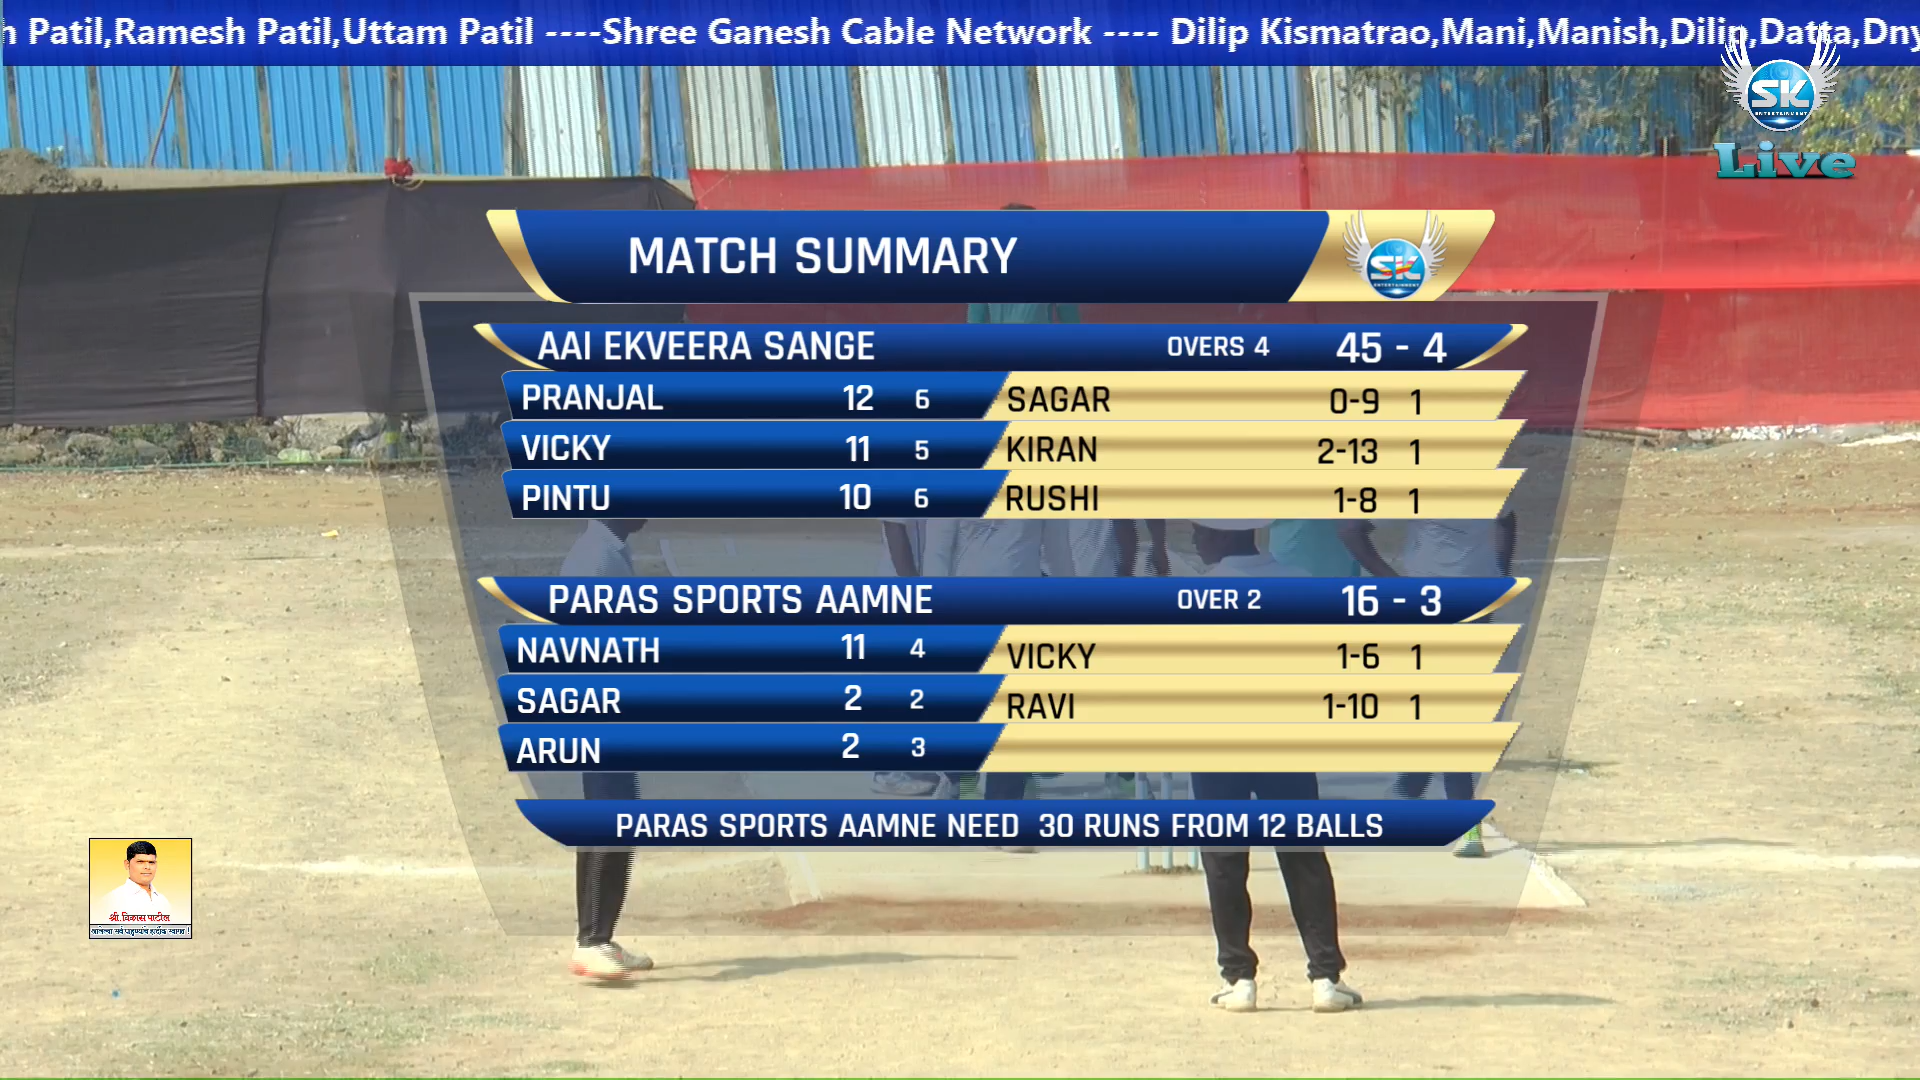 h Patil,Ramesh Patil,Uttam Patil ----Shree Ganesh Cable Network ---- Dilip Kismatrao,Mani,Manish,Dilip,Datta,Dny
SK
ENTERTAINMENT
Live
MATCH SUMMARY
SK
ENTERTAINMENT
AAI EKVEERA SANGE OVERS 4 45 - 4
PRANJAL 12 6 SAGAR 0-9 1
VICKY 11 5 KIRAN 2-13 1
PINTU 10 6 RUSHI 1-8 1
PARAS SPORTS AAMNE OVER 2 16 - 3
NAVNATH 11 4 VICKY 1-6 1
SAGAR 2 2 RAVI 1-10 1
ARUN 2 3
PARAS SPORTS AAMNE NEED 30 RUNS FROM 12 BALLS
श्री.विकास पाटील